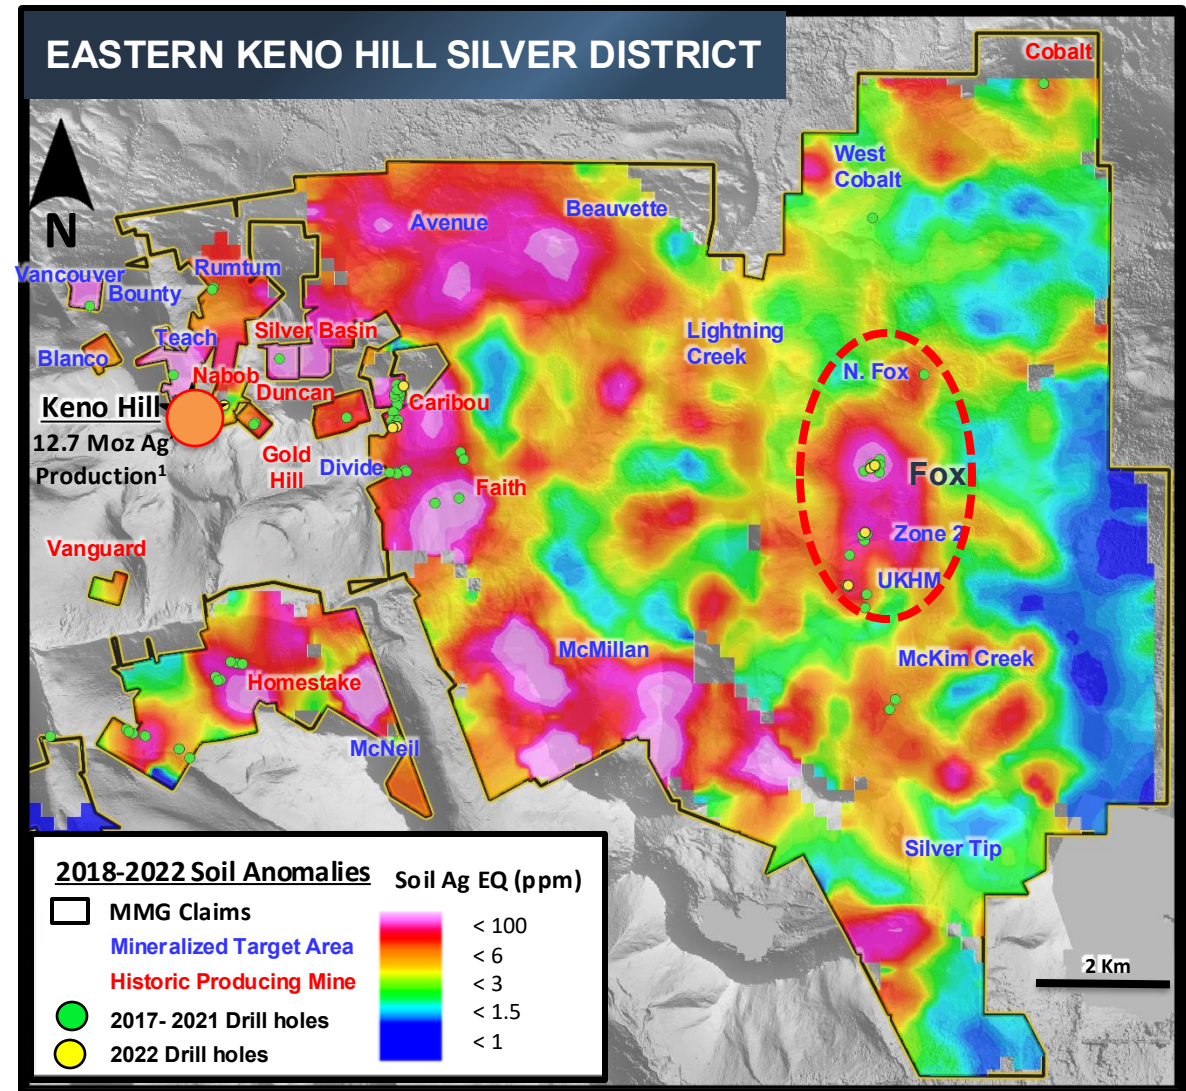 EASTERN KENO HILL SILVER DISTRICT
Cobalt
West
Cobalt
N
Avenue
Beauvette
Vancouver
Bounty
Rumtum
Teach
Silver Basin
Blanco
Nabob
Duncan
Lightning
Creek
N. Fox
Keno Hill
12.7 Moz Ag
Production1
Caribou
Gold
Hill
Divide
Faith
Fox
Zone 2
UKHM
Vanguard
McMillan
McKim Creek
Homestake
McNeil
Silver Tip
2 Km
2018-2022 Soil Anomalies
MMG Claims
Mineralized Target Area
Historic Producing Mine
2017- 2021 Drill holes
2022 Drill holes
Soil Ag EQ (ppm)
< 100
< 6
< 3
< 1.5
< 1